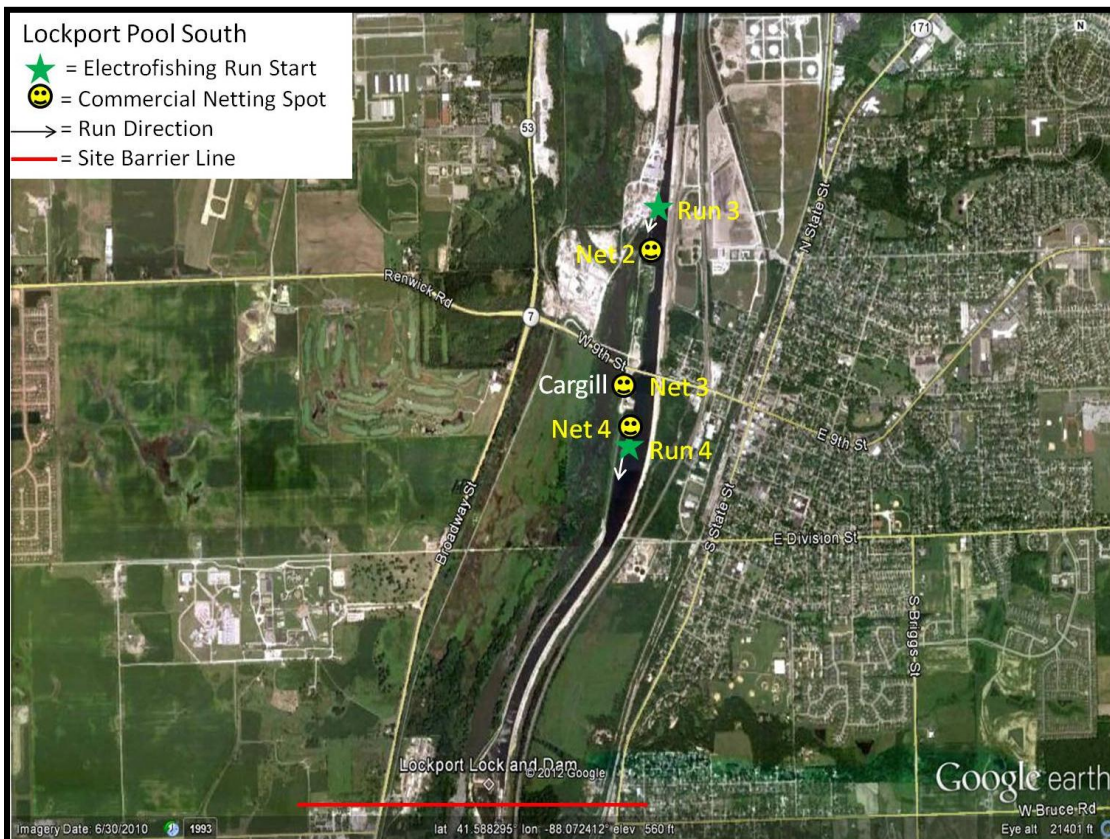 Lockport Pool South
= Electrofishing Run Start
= Commercial Netting Spot
= Run Direction
= Site Barrier Line
171
N
53
N State St
Run 3
Net 2
Renwick Rd
7
W 9th St
Cargill
Net 3
Net 4
E 9th St
Run 4
Broadway St
S State St
E Division St
S Briggs St
Lockport Lock and Dam
© 2012 Google
Google earth
W Bruce Rd
Imagery Date: 6/30/2010
1993
lat 41.588295° lon -88.072412° elev 560 ft
Eye alt 21401 ft